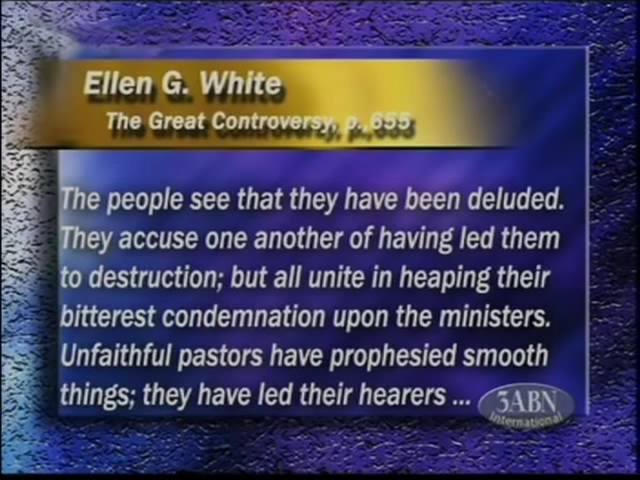 Ellen G. White
The Great Controversy, p., 655
The people see that they have been deluded.
They accuse one another of having led them
to destruction; but all unite in heaping their
bitterest condemnation upon the ministers.
Unfaithful pastors have prophesied smooth
things; they have led their hearers ...
3ABN
International